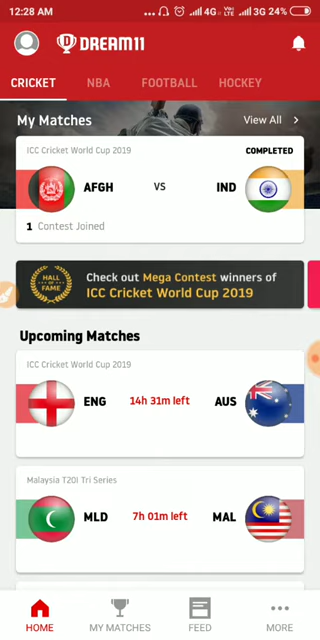 12:28 AM ... 4G VoLTE 3G 24%
DREAM11
CRICKET NBA FOOTBALL HOCKEY
My Matches View All >
ICC Cricket World Cup 2019 COMPLETED
AFGH VS IND
1 Contest Joined
HALL OF FAME
Check out Mega Contest winners of
ICC Cricket World Cup 2019
Upcoming Matches
ICC Cricket World Cup 2019
ENG 14h 31m left AUS
Malaysia T20I Tri Series
MLD 7h 01m left MAL
HOME MY MATCHES FEED MORE